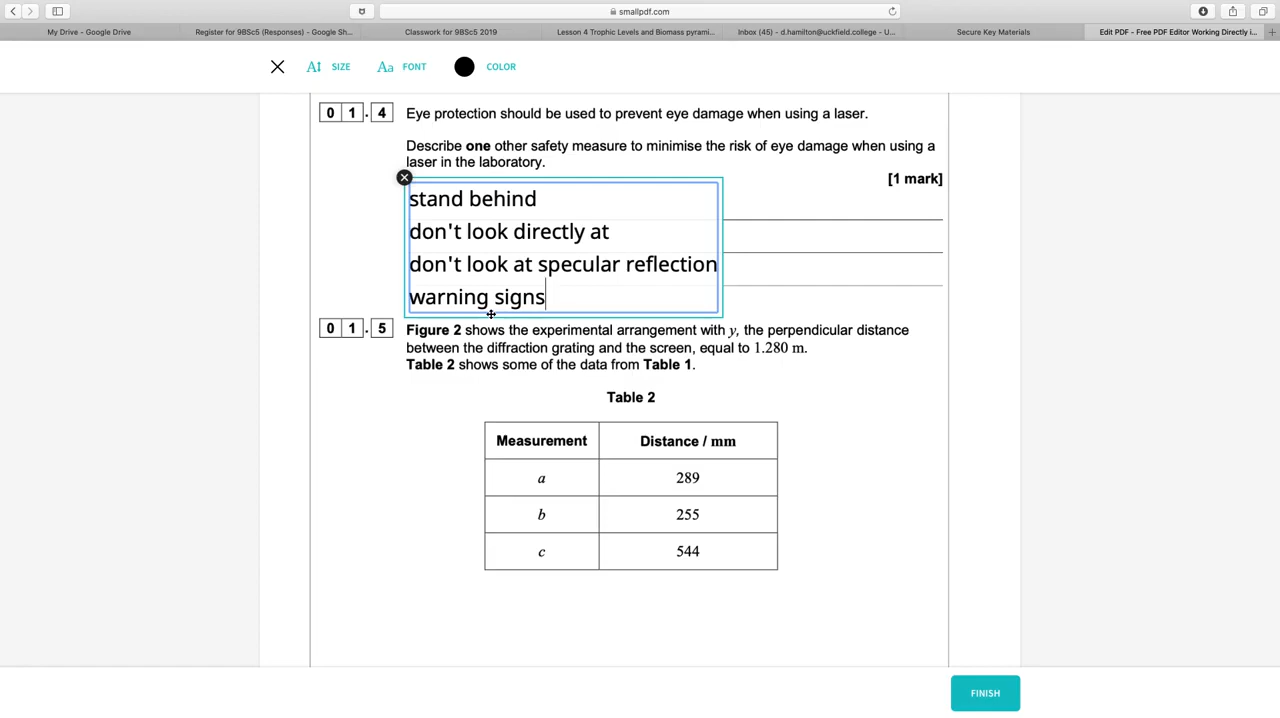 smallpdf.com
My Drive - Google Drive
Register for 9BSc5 (Responses) - Google Sh...
Classwork for 9BSc5 2019
Lesson 4 Trophic Levels and Biomass pyrami...
Inbox (45) - d.hamilton@uckfield.college - U...
Secure Key Materials
Edit PDF - Free PDF Editor Working Directly i...
SIZE
Aa FONT
COLOR
0 1 . 4 Eye protection should be used to prevent eye damage when using a laser.
Describe one other safety measure to minimise the risk of eye damage when using a
laser in the laboratory.
[1 mark]
stand behind
don't look directly at
don't look at specular reflection
warning signs
0 1 . 5 Figure 2 shows the experimental arrangement with y, the perpendicular distance
between the diffraction grating and the screen, equal to 1.280 m.
Table 2 shows some of the data from Table 1.
Table 2
Measurement Distance / mm
a 289
b 255
c 544
FINISH